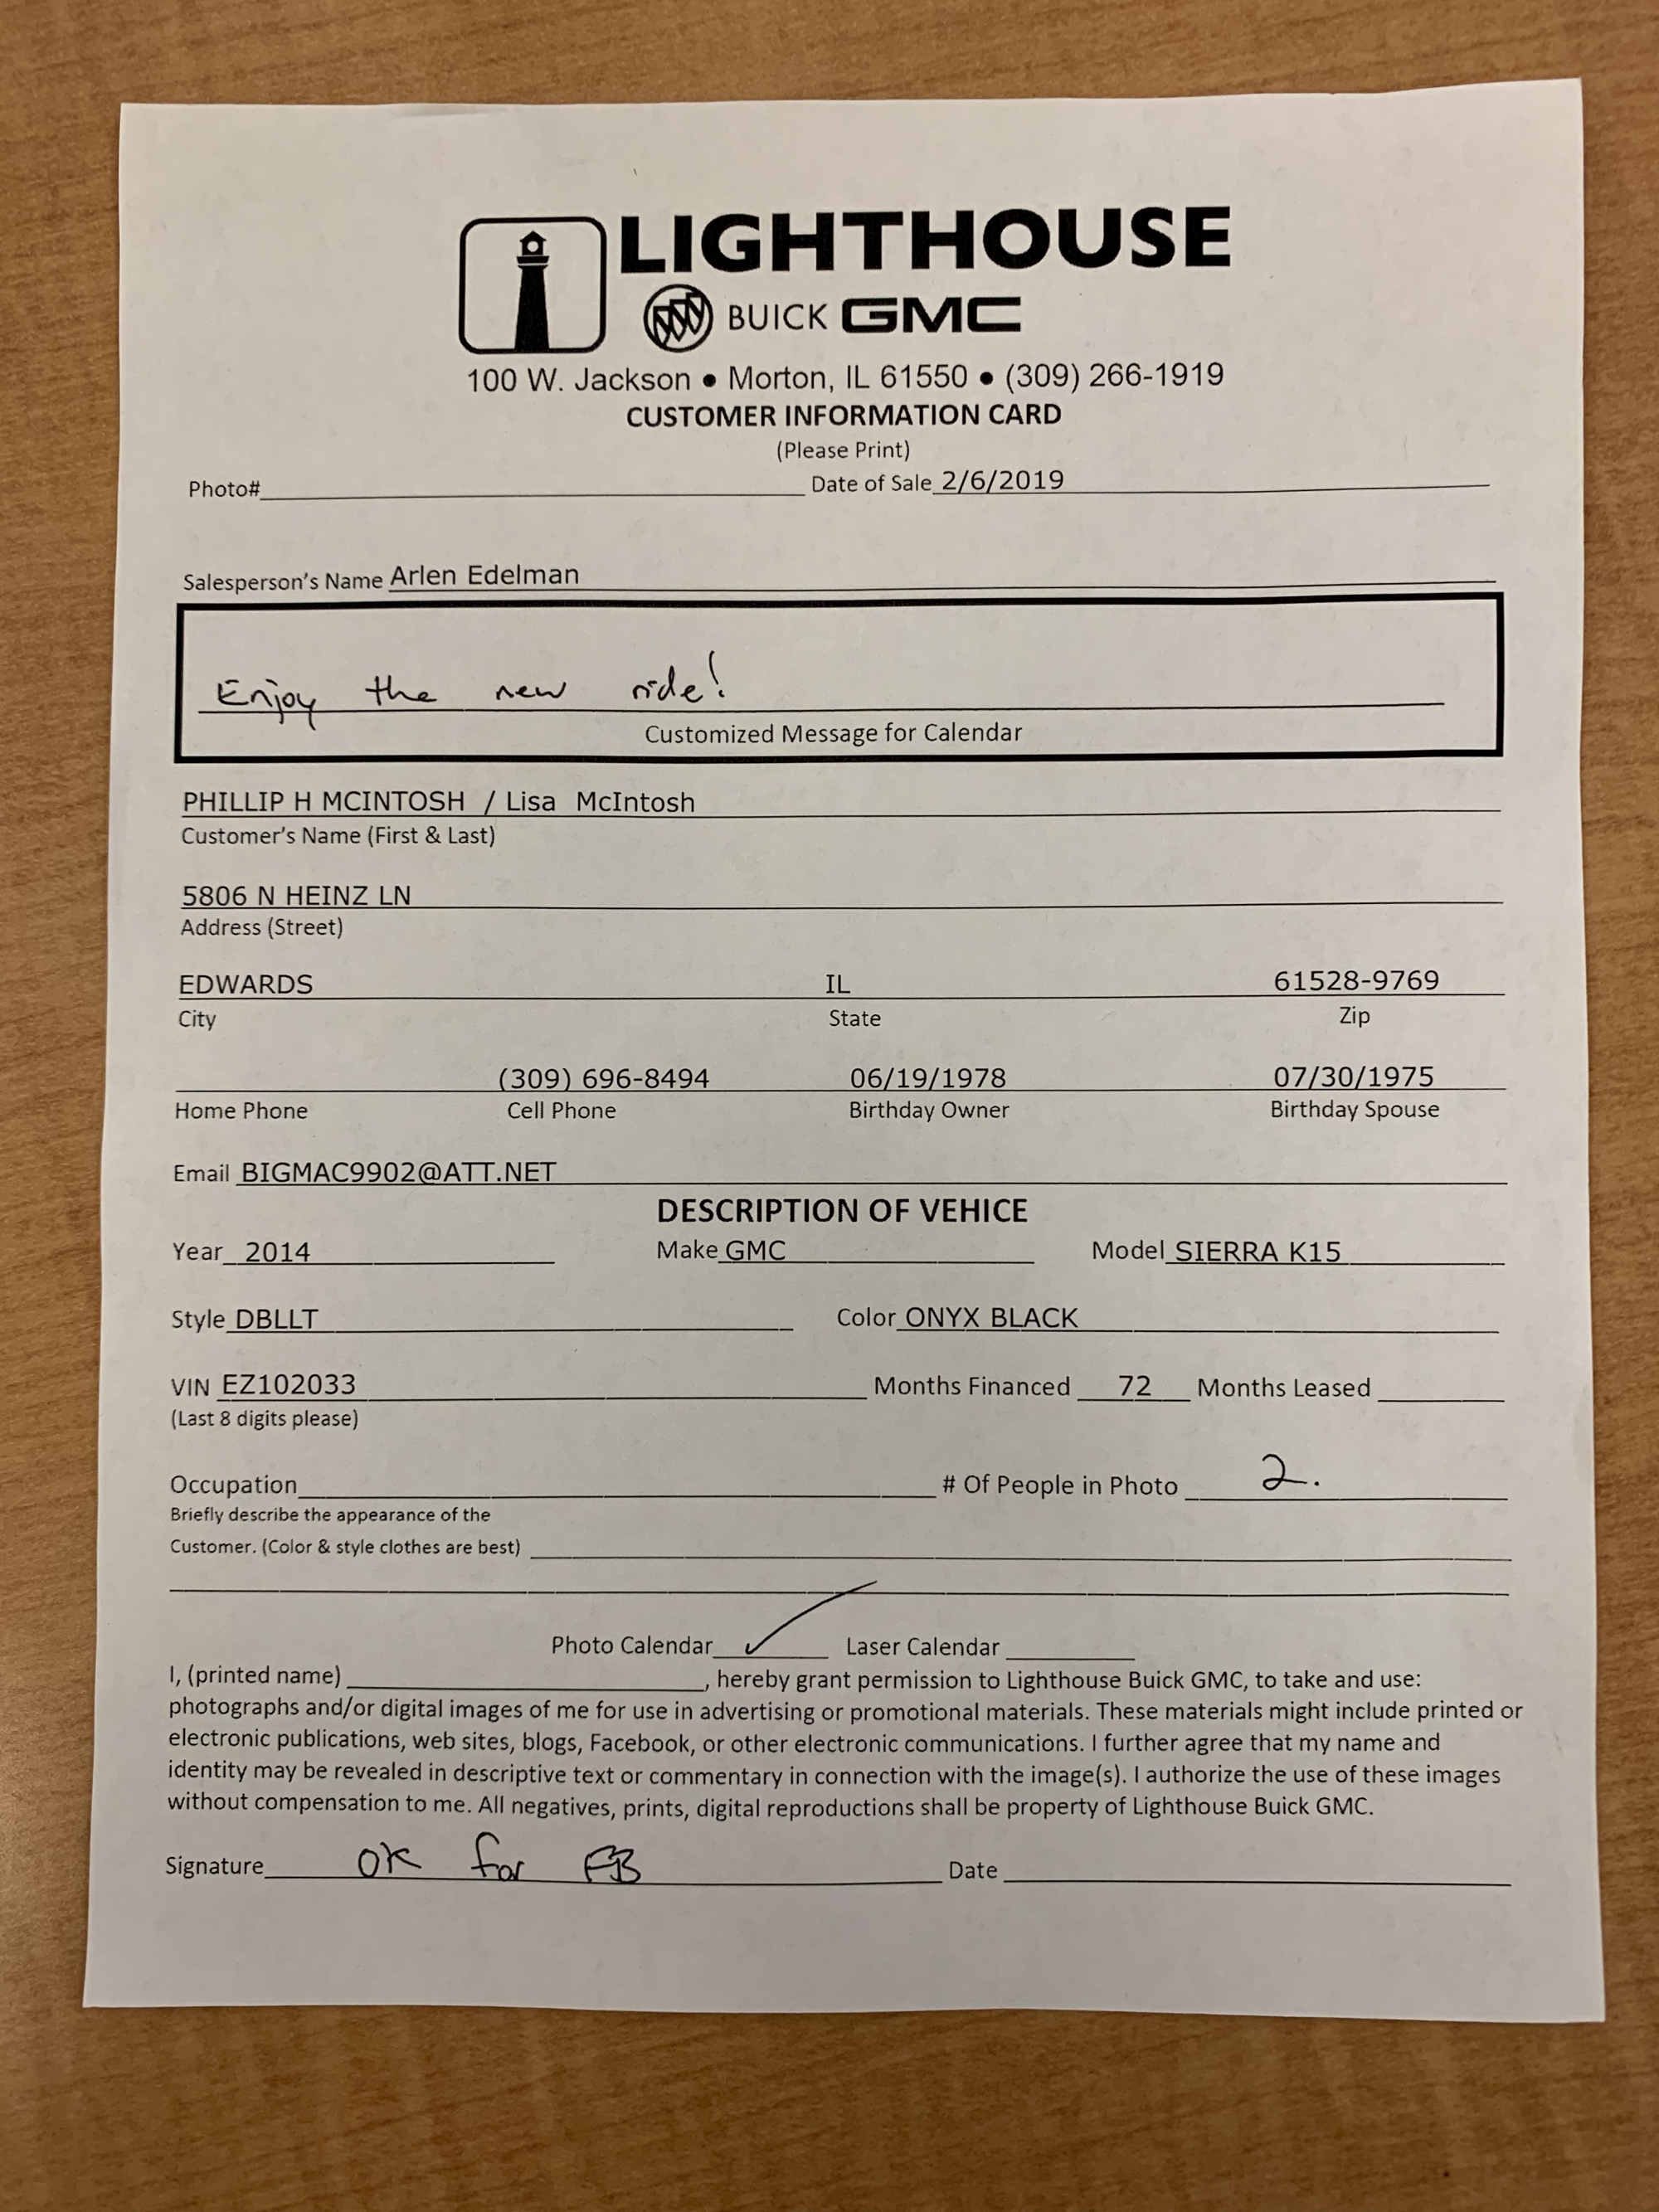 LIGHTHOUSE
BUICK GMC
100 W. Jackson • Morton, IL 61550 • (309) 266-1919
CUSTOMER INFORMATION CARD
(Please Print)
Photo# Date of Sale 2/6/2019
Salesperson's Name Arlen Edelman
Enjoy the new ride!
Customized Message for Calendar
PHILLIP H MCINTOSH / Lisa McIntosh
Customer's Name (First & Last)
5806 N HEINZ LN
Address (Street)
EDWARDS IL 61528-9769
City State Zip
(309) 696-8494 06/19/1978 07/30/1975
Home Phone Cell Phone Birthday Owner Birthday Spouse
Email BIGMAC9902@ATT.NET
DESCRIPTION OF VEHICE
Year 2014 Make GMC Model SIERRA K15
Style DBLLT Color ONYX BLACK
VIN EZ102033 Months Financed 72 Months Leased
(Last 8 digits please)
Occupation # Of People in Photo 2.
Briefly describe the appearance of the
Customer. (Color & style clothes are best)
Photo Calendar ✓ Laser Calendar
I, (printed name) , hereby grant permission to Lighthouse Buick GMC, to take and use:
photographs and/or digital images of me for use in advertising or promotional materials. These materials might include printed or
electronic publications, web sites, blogs, Facebook, or other electronic communications. I further agree that my name and
identity may be revealed in descriptive text or commentary in connection with the image(s). I authorize the use of these images
without compensation to me. All negatives, prints, digital reproductions shall be property of Lighthouse Buick GMC.
Signature OK for FB Date